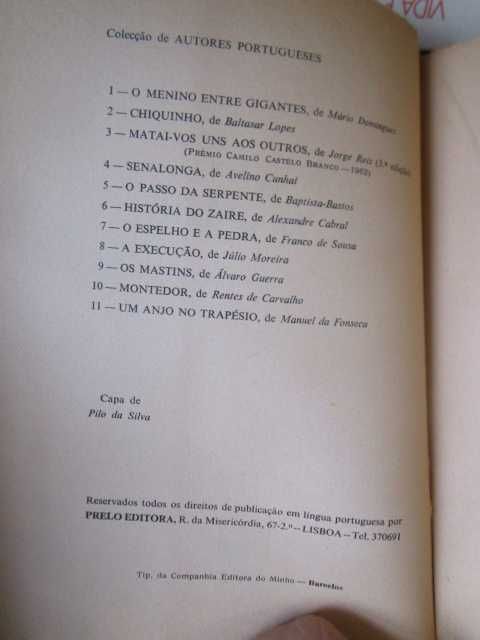 VIDA
Colecção de AUTORES PORTUGUESES
1 — O MENINO ENTRE GIGANTES, de Mário Domingues
2 — CHIQUINHO, de Baltasar Lopes
3 — MATAI-VOS UNS AOS OUTROS, de Jorge Reis (3.ª edição)
(PRÉMIO CAMILO CASTELO BRANCO — 1962)
4 — SENALONGA, de Avelino Cunhal
5 — O PASSO DA SERPENTE, de Baptista-Bastos
6 — HISTÓRIA DO ZAIRE, de Alexandre Cabral
7 — O ESPELHO E A PEDRA, de Franco de Sousa
8 — A EXECUÇÃO, de Júlio Moreira
9 — OS MASTINS, de Álvaro Guerra
10 — MONTEDOR, de Rentes de Carvalho
11 — UM ANJO NO TRAPÉSIO, de Manuel da Fonseca
Capa de
Pilo da Silva
Reservados todos os direitos de publicação em língua portuguesa por
PRELO EDITORA, R. da Misericórdia, 67-2.º — LISBOA — Tel. 370691
Tip. da Companhia Editora do Minho — Barcelos